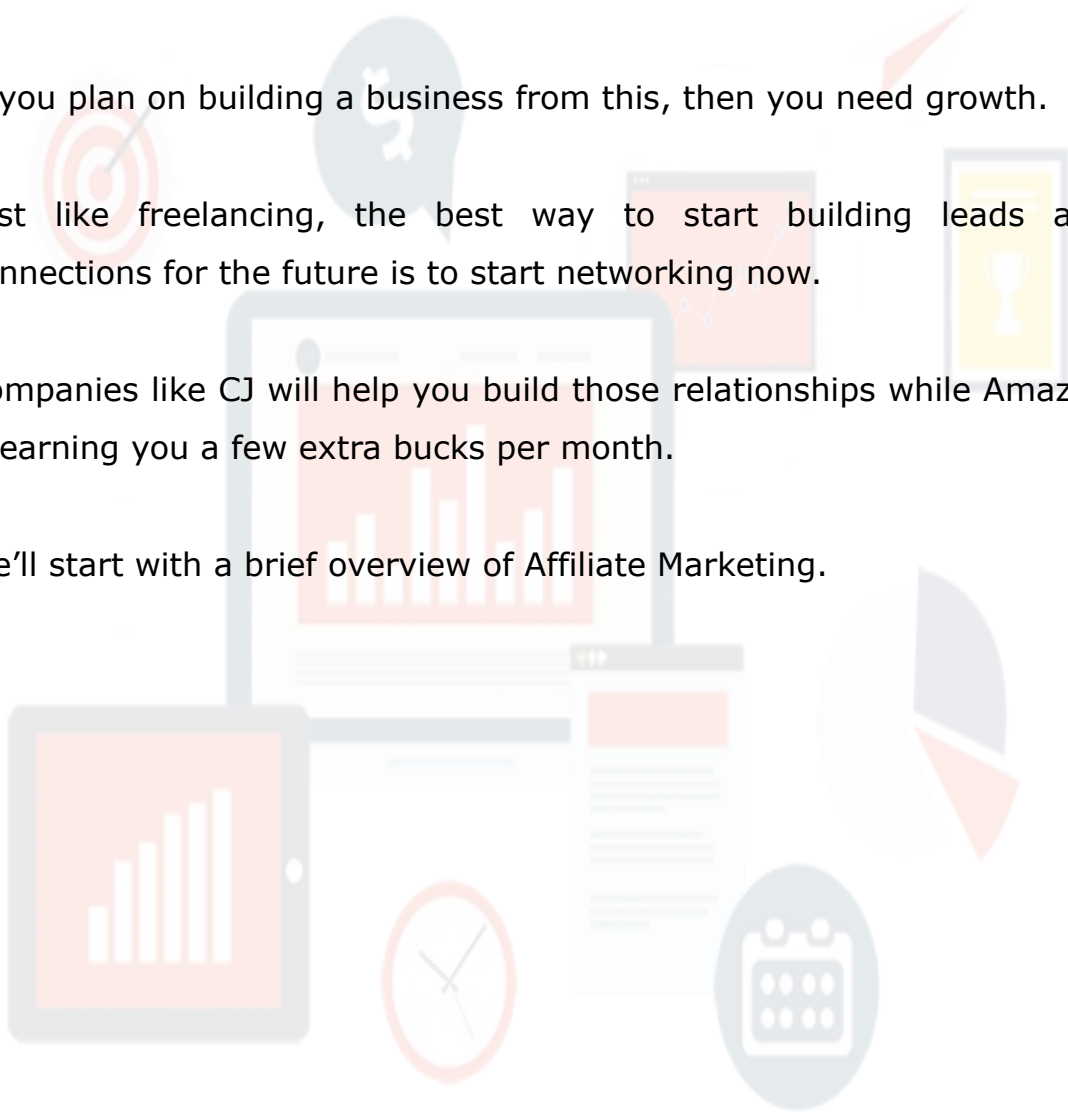 you plan on building a business from this, then you need growth.
st like freelancing, the best way to start building leads a
nnections for the future is to start networking now.
ompanies like CJ will help you build those relationships while Amaz
earning you a few extra bucks per month.
e’ll start with a brief overview of Affiliate Marketing.